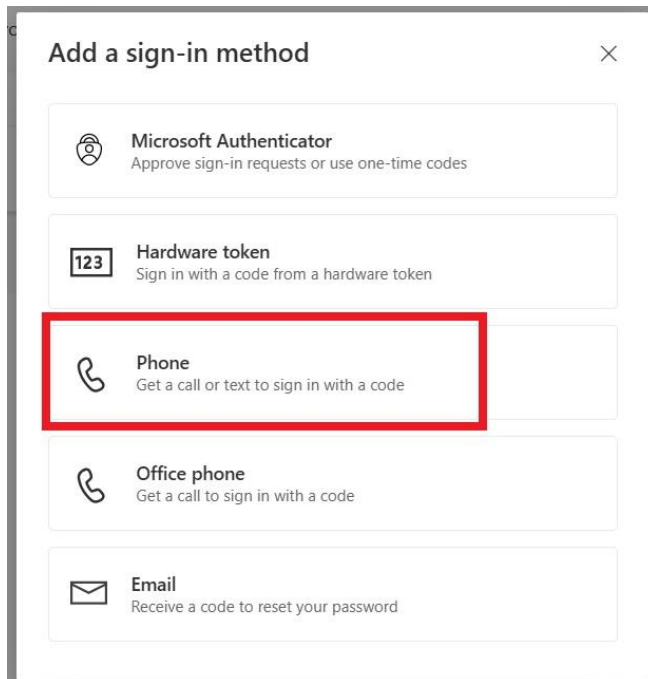 Add a sign-in method
Microsoft Authenticator
Approve sign-in requests or use one-time codes
123
Hardware token
Sign in with a code from a hardware token
Phone
Get a call or text to sign in with a code
Office phone
Get a call to sign in with a code
Email
Receive a code to reset your password